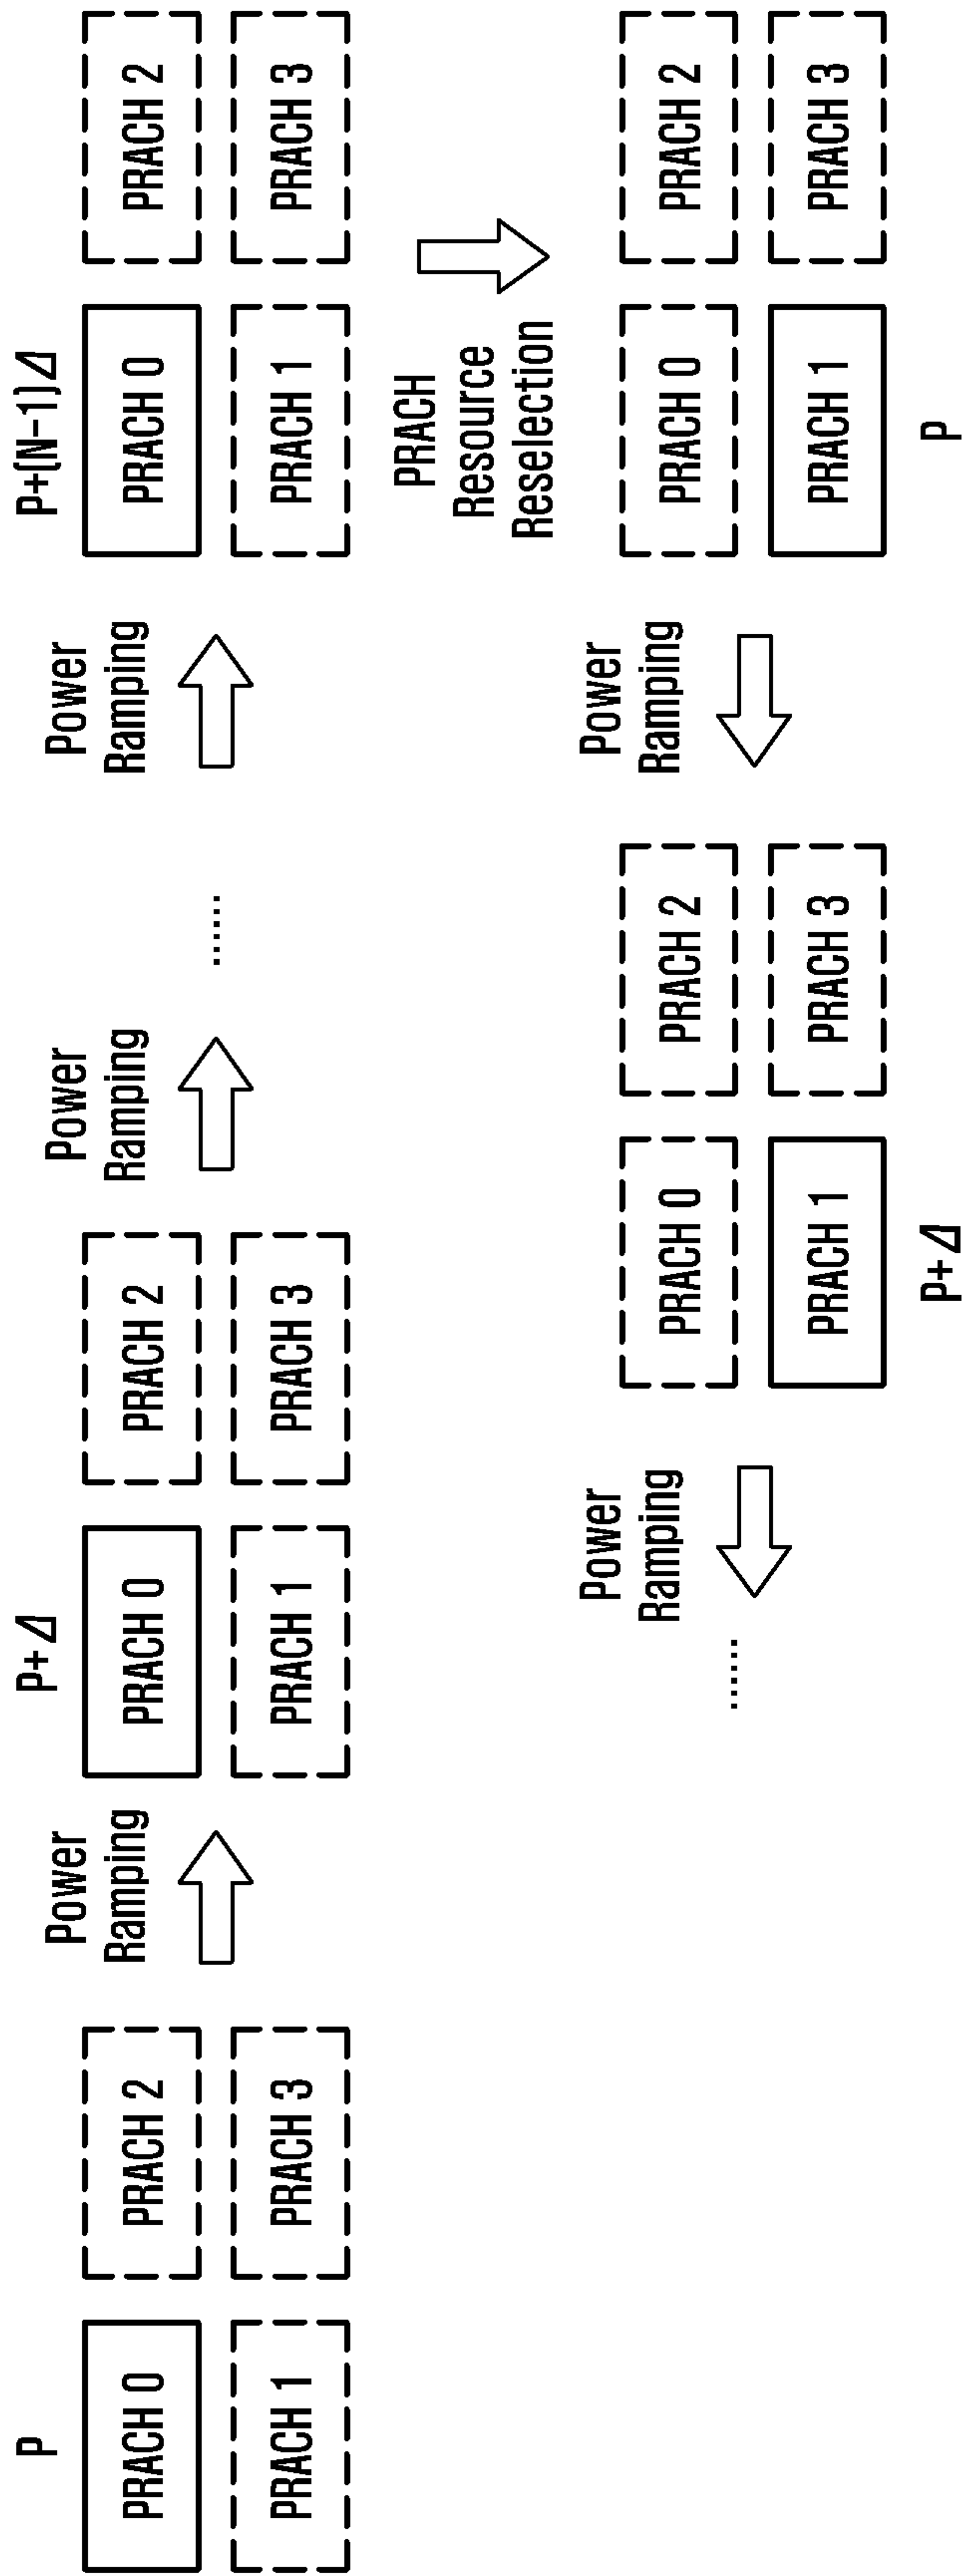 P
PRACH 0
PRACH 2
PRACH 1
PRACH 3
Power
Ramping
P+Δ
PRACH 0
PRACH 2
PRACH 1
PRACH 3
Power
Ramping
.....
Power
Ramping
P+(N-1)Δ
PRACH 0
PRACH 2
PRACH 1
PRACH 3
PRACH
Resource
Reselection
PRACH 0
PRACH 2
PRACH 1
PRACH 3
P
Power
Ramping
PRACH 0
PRACH 2
PRACH 1
PRACH 3
P+Δ
Power
Ramping
.....